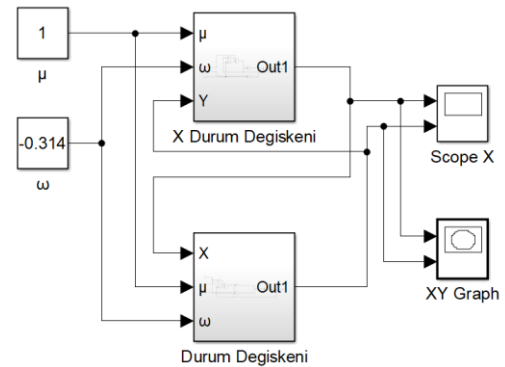 1
μ
-0.314
ω
μ
ω
Y
Out1
X Durum Degiskeni
Scope X
X
μ
ω
Out1
Durum Degiskeni
XY Graph